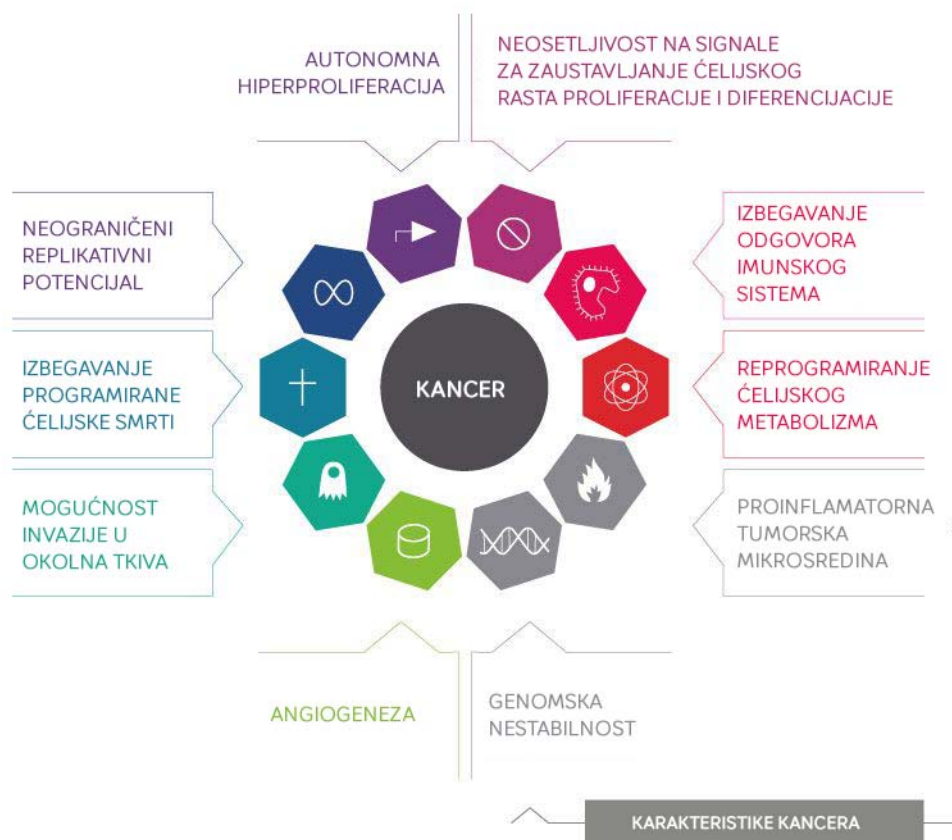 AUTONOMNA
HIPERPROLIFERACIJA
NEOSETLJIVOST NA SIGNALE
ZA ZAUSTAVLJANJE ĆELIJSKOG
RASTA PROLIFERACIJE I DIFERENCIJACIJE
NEOGRANIČENI
REPLIKATIVNI
POTENCIJAL
IZBEGAVANJE
ODGOVORA
IMUNSKOG
SISTEMA
IZBEGAVANJE
PROGRAMIRANE
ĆELIJSKE SMRTI
KANCER
REPROGRAMIRANJE
ĆELIJSKOG
METABOLIZMA
MOGUĆNOST
INVAZIJE U
OKOLNA TKIVA
PROINFLAMATORNA
TUMORSKA
MIKROSREDINA
ANGIOGENEZA
GENOMSKA
NESTABILNOST
KARAKTERISTIKE KANCERA